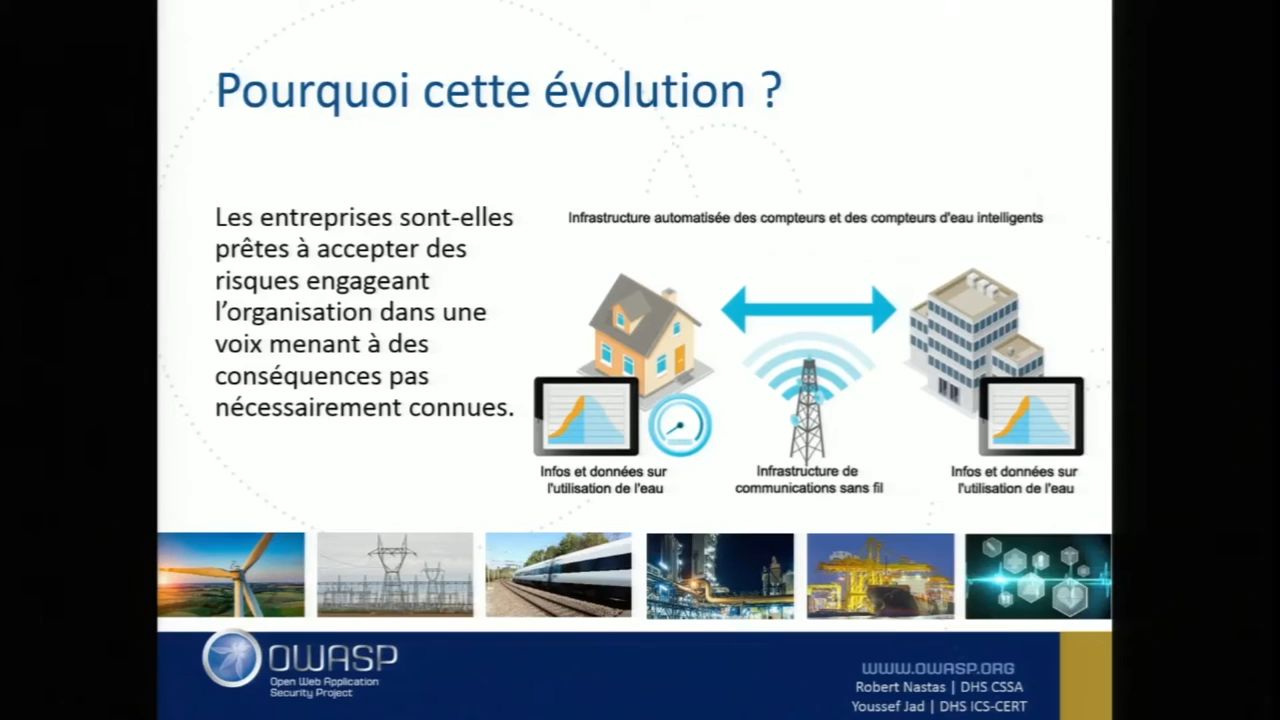 Pourquoi cette évolution ?
Les entreprises sont-elles
prêtes à accepter des
risques engageant
l'organisation dans une
voix menant à des
conséquences pas
nécessairement connues.
Infrastructure automatisée des compteurs et des compteurs d'eau intelligents
Infos et données sur
l'utilisation de l'eau
Infrastructure de
communications sans fil
Infos et données sur
l'utilisation de l'eau
OWASP
Open Web Application
Security Project
WWW.OWASP.ORG
Robert Nastas | DHS CSSA
Youssef Jad | DHS ICS-CERT